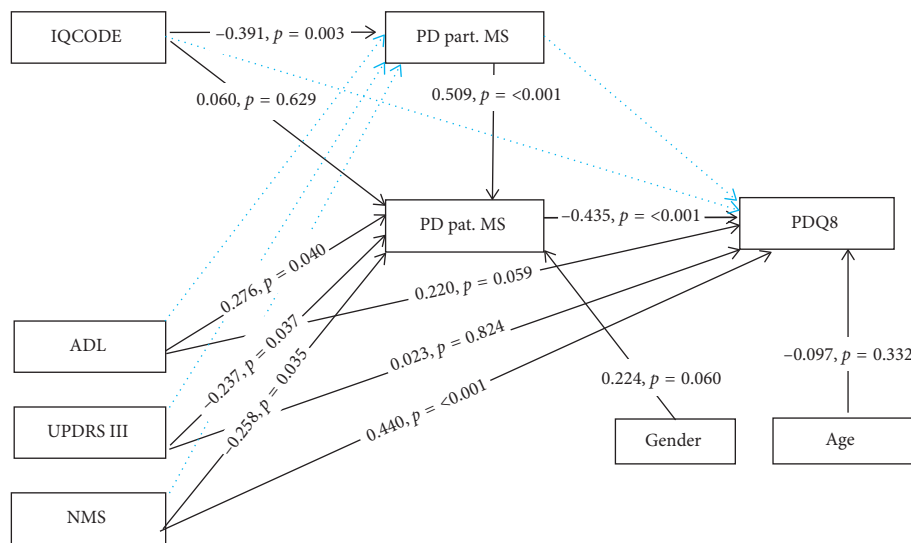 IQCODE
–0.391, p = 0.003
PD part. MS
0.060, p = 0.629
0.509, p = <0.001
PD pat. MS
–0.435, p = <0.001
PDQ8
0.276, p = 0.040
0.220, p = 0.059
ADL
–0.237, p = 0.037
0.023, p = 0.824
–0.097, p = 0.332
–0.258, p = 0.035
0.440, p = <0.001
0.224, p = 0.060
UPDRS III
Gender
Age
NMS